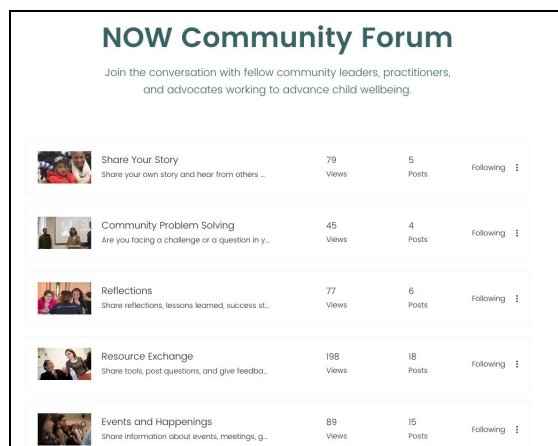 NOW Community Forum
Join the conversation with fellow community leaders, practitioners,
and advocates working to advance child wellbeing.
Share Your Story
Share your own story and hear from others ...
79
Views
5
Posts
Following
Community Problem Solving
Are you facing a challenge or a question in y...
45
Views
4
Posts
Following
Reflections
Share reflections, lessons learned, success st...
77
Views
6
Posts
Following
Resource Exchange
Share tools, post questions, and give feedba...
198
Views
18
Posts
Following
Events and Happenings
Share information about events, meetings, g...
89
Views
15
Posts
Following